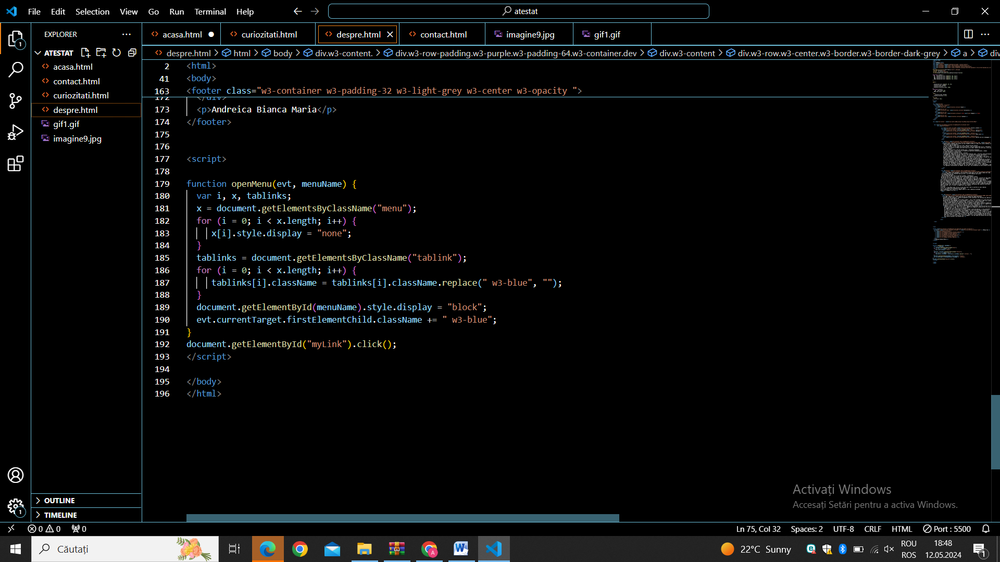 File Edit Selection View Go Run Terminal Help
atestat
EXPLORER
1
acasa.html
curiozitati.html
despre.html
contact.html
imagine9.jpg
gif1.gif
ATESTAT
acasa.html
contact.html
curiozitati.html
despre.html
gif1.gif
imagine9.jpg
despre.html > html > body > div.w3-content. > div.w3-row-padding.w3-purple.w3-padding-64.w3-container.dev > div.w3-content > div.w3-row.w3-center.w3-border.w3-border-dark-grey > a > div
2 <html>
41 <body>
163 <footer class="w3-container w3-padding-32 w3-light-grey w3-center w3-opacity ">
172 </div>
173 <p>Andreica Bianca Maria</p>
174 </footer>
175
176
177 <script>
178
179 function openMenu(evt, menuName) {
180 var i, x, tablinks;
181 x = document.getElementsByClassName("menu");
182 for (i = 0; i < x.length; i++) {
183 x[i].style.display = "none";
184 }
185 tablinks = document.getElementsByClassName("tablink");
186 for (i = 0; i < x.length; i++) {
187 tablinks[i].className = tablinks[i].className.replace(" w3-blue", "");
188 }
189 document.getElementById(menuName).style.display = "block";
190 evt.currentTarget.firstElementChild.className += " w3-blue";
191 }
192 document.getElementById("myLink").click();
193 </script>
194
195 </body>
196 </html>
OUTLINE
TIMELINE
1
Activați Windows
Accesați Setări pentru a activa Windows.
0 0 0
Ln 75, Col 32 Spaces: 2 UTF-8 CRLF HTML Port : 5500
Căutați
22°C Sunny
ROU
ROS
18:48
12.05.2024
1